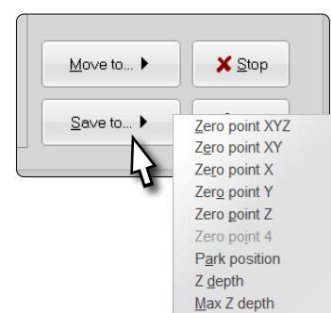 Move to...
Stop
Save to...
Zero point XYZ
Zero point XY
Zero point X
Zero point Y
Zero point Z
Zero point 4
Park position
Z depth
Max Z depth